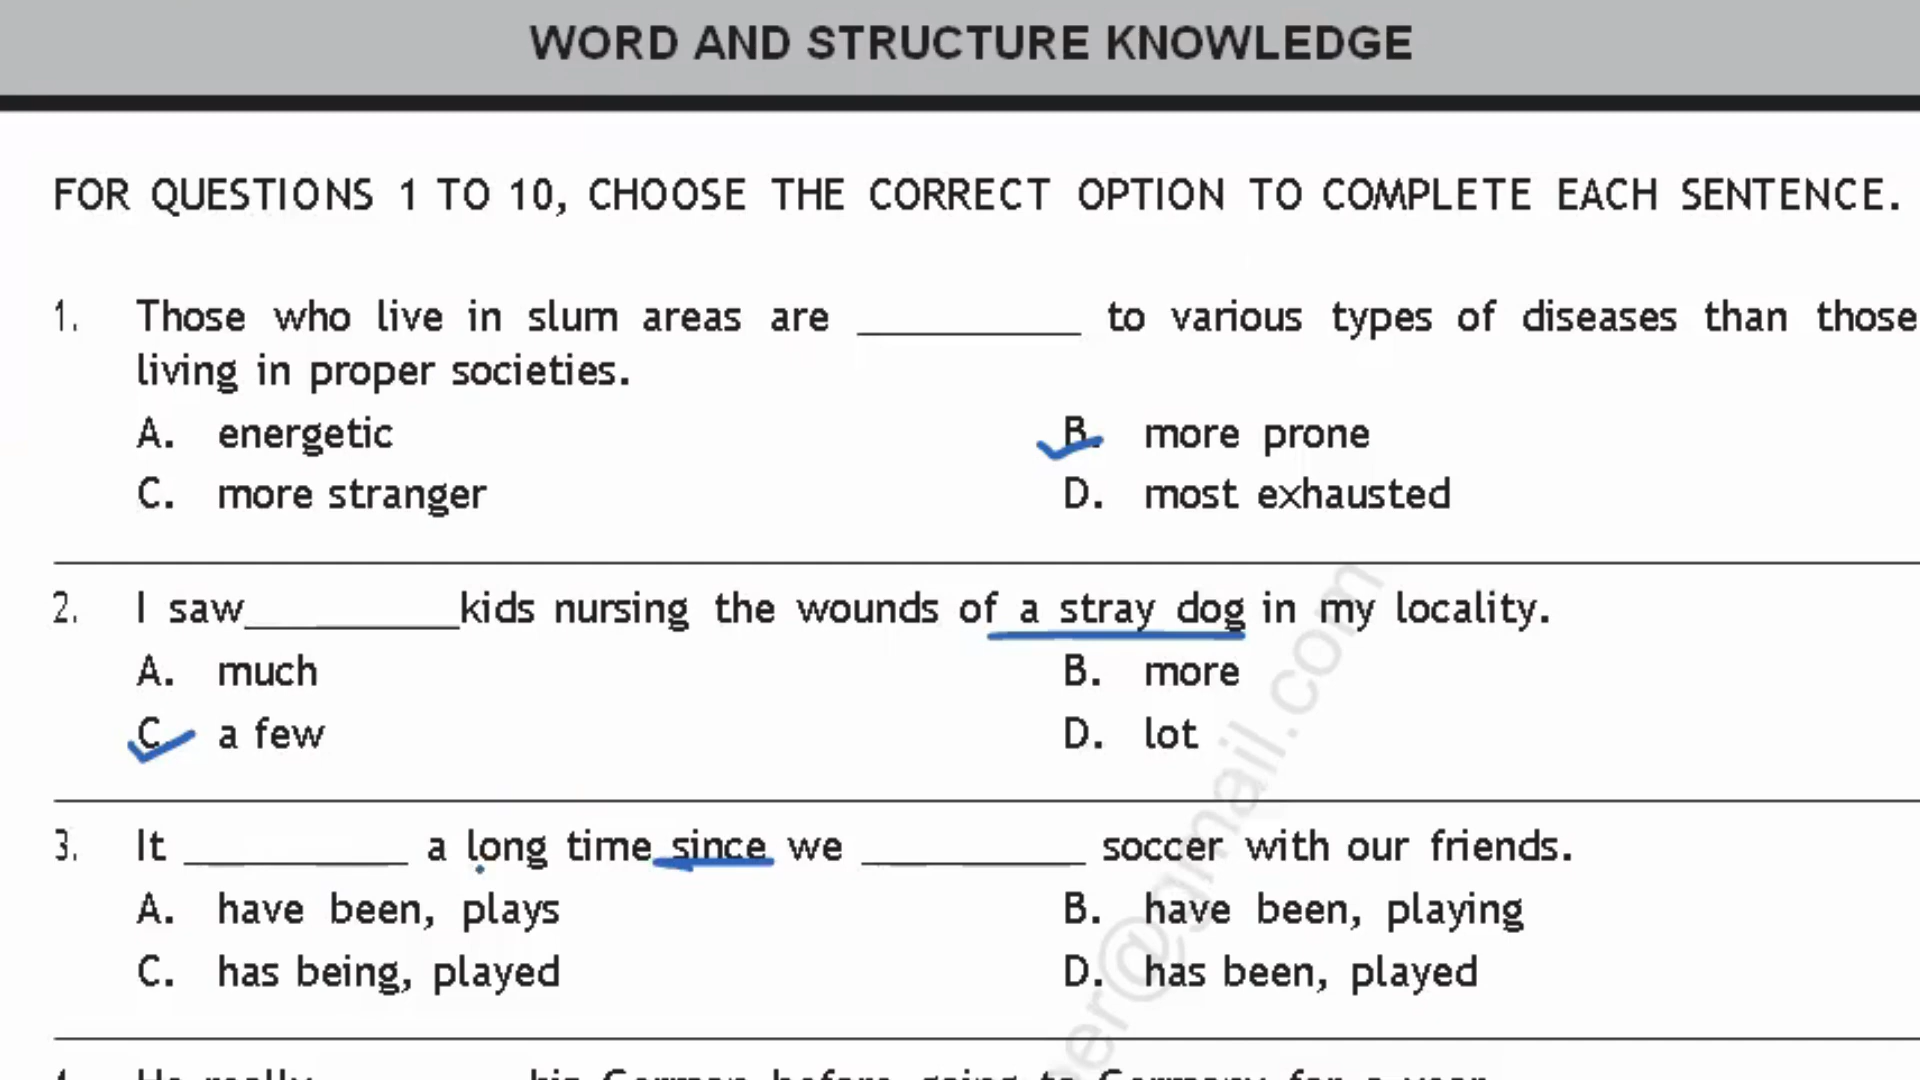 WORD AND STRUCTURE KNOWLEDGE
FOR QUESTIONS 1 TO 10, CHOOSE THE CORRECT OPTION TO COMPLETE EACH SENTENCE.
1. Those who live in slum areas are __________ to various types of diseases than those
living in proper societies.
A. energetic B. more prone
C. more stranger D. most exhausted
2. I saw__________kids nursing the wounds of a stray dog in my locality.
A. much B. more
C. a few D. lot
3. It __________ a long time since we __________ soccer with our friends.
A. have been, plays B. have been, playing
C. has being, played D. has been, played
er@gmail.com